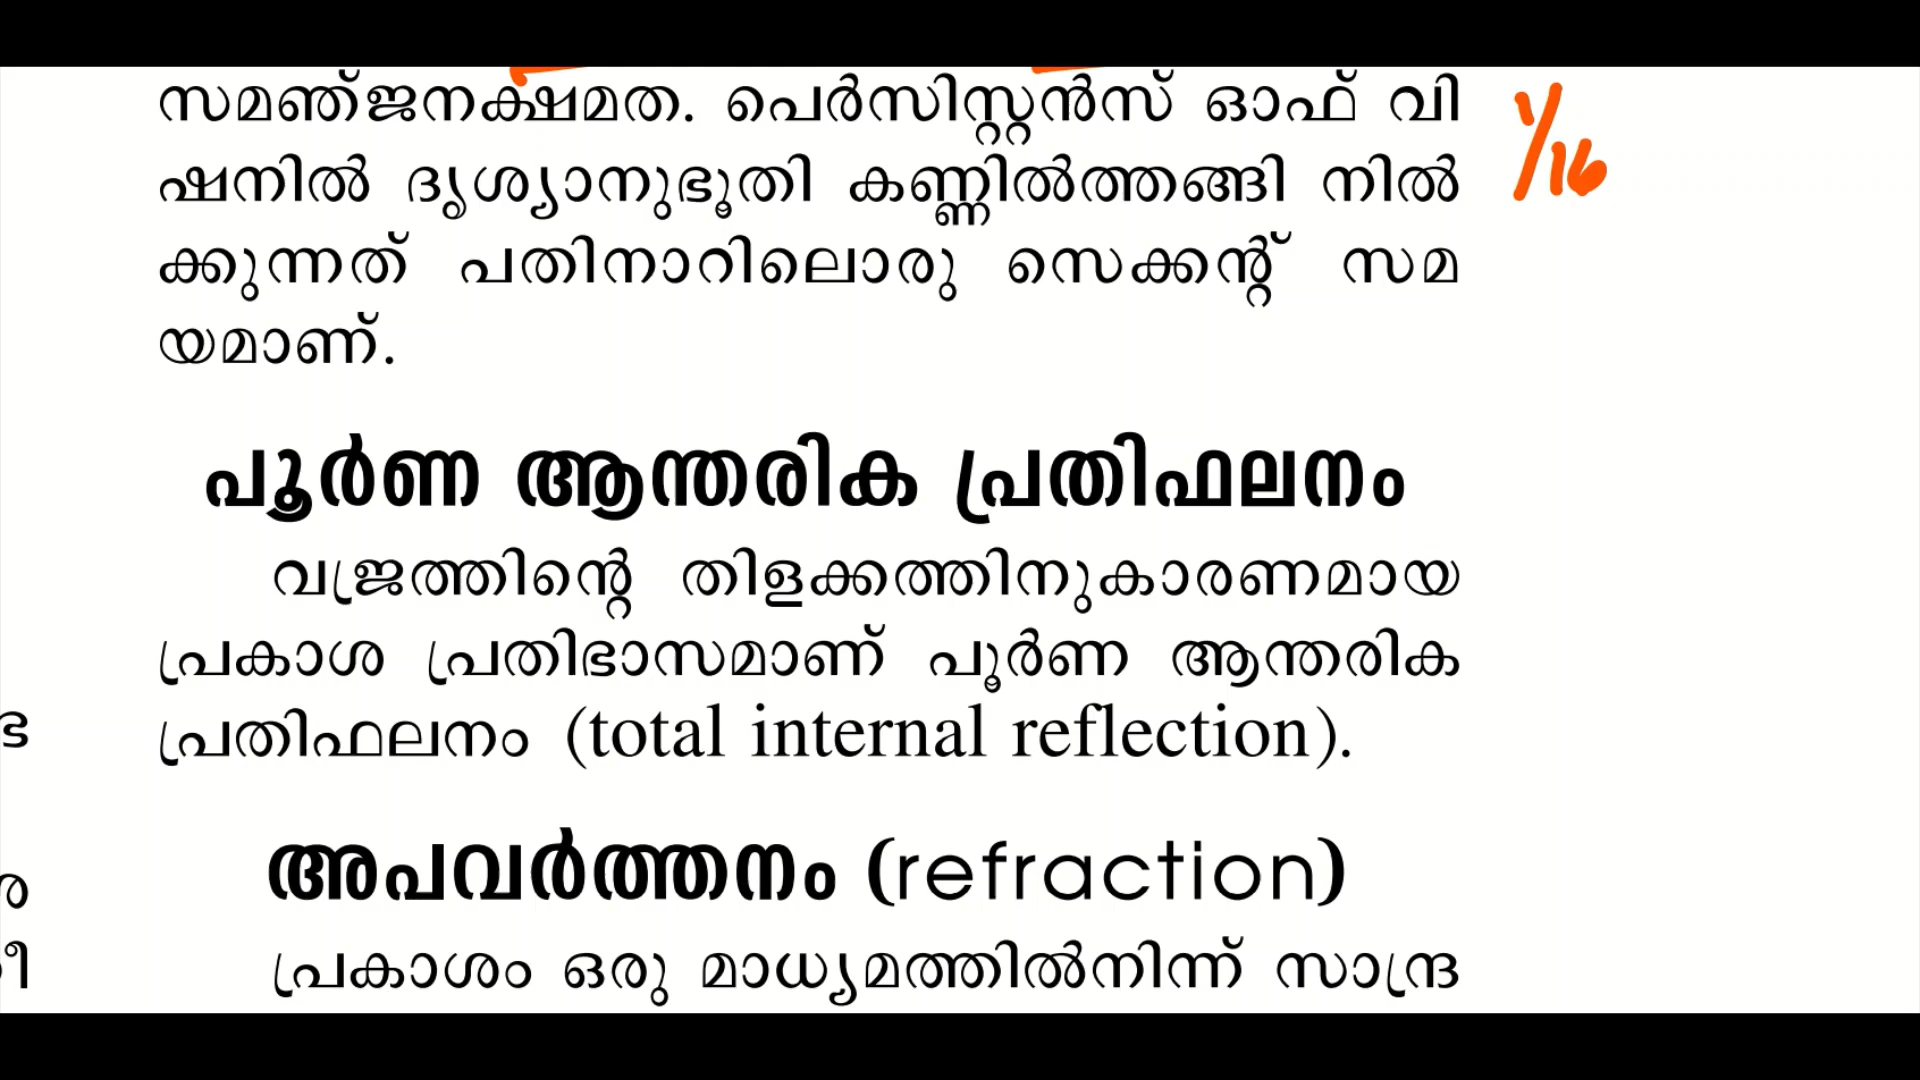 സമഞ്ജനക്ഷമത. പെർസിസ്റ്റൻസ് ഓഫ് വി
ഷനിൽ ദൃശ്യാനുഭൂതി കണ്ണിൽത്തങ്ങി നിൽ
ക്കുന്നത് പതിനാറിലൊരു സെക്കന്റ് സമ
യമാണ്.
1/16
പൂർണ ആന്തരിക പ്രതിഫലനം
വജ്രത്തിന്റെ തിളക്കത്തിനുകാരണമായ
പ്രകാശ പ്രതിഭാസമാണ് പൂർണ ആന്തരിക
പ്രതിഫലനം (total internal reflection).
അപവർത്തനം (refraction)
പ്രകാശം ഒരു മാധ്യമത്തിൽനിന്ന് സാന്ദ്ര